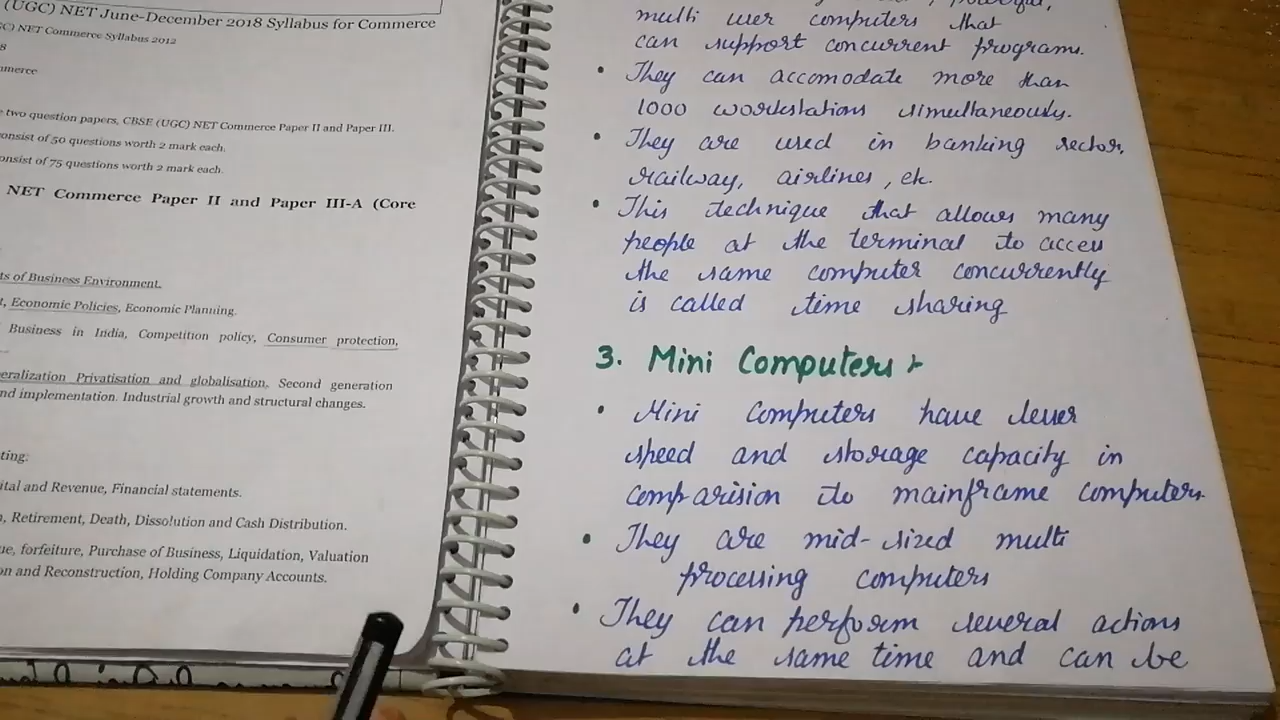 (UGC) NET June-December 2018 Syllabus for Commerce
NET Commerce Syllabus 2012
8
two question papers, CBSE (UGC) NET Commerce Paper II and Paper III.
onsist of 50 questions worth 2 mark each.
onsist of 75 questions worth 2 mark each.
NET Commerce Paper II and Paper III-A (Core
ts of Business Environment.
t, Economic Policies, Economic Planning.
Business in India, Competition policy, Consumer protection,
eralization Privatisation and globalisation, Second generation
nd implementation. Industrial growth and structural changes.
ting:
ital and Revenue, Financial statements.
n, Retirement, Death, Dissolution and Cash Distribution.
ue, forfeiture, Purchase of Business, Liquidation, Valuation
on and Reconstruction, Holding Company Accounts.
multi user computers that
can support concurrent programs.
• They can accomodate more than
1000 workstations simultaneously.
• They are used in banking sector,
railway, airlines, etc.
• This technique that allows many
people at the terminal to access
the same computer concurrently
is called time sharing
3. Mini Computers :-
• Mini Computers have lesser
speed and storage capacity in
comparision to mainframe computers.
• They are mid-sized multi
processing computers
• They can perform several actions
at the same time and can be